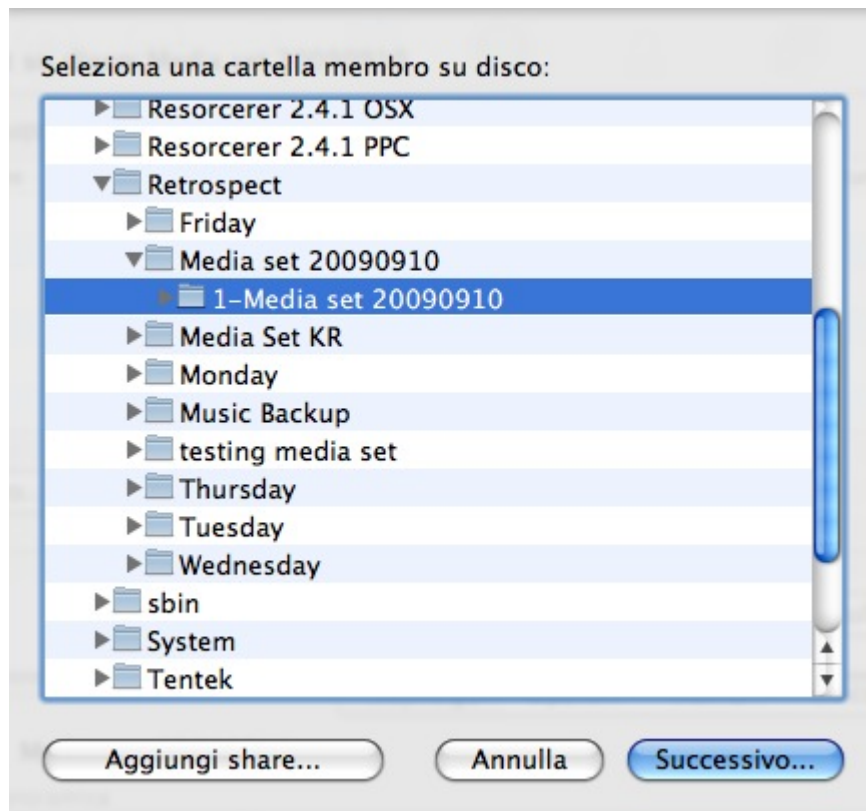 Seleziona una cartella membro su disco:
Resorcerer 2.4.1 OSX
Resorcerer 2.4.1 PPC
Retrospect
Friday
Media set 20090910
1-Media set 20090910
Media Set KR
Monday
Music Backup
testing media set
Thursday
Tuesday
Wednesday
sbin
System
Tentek
Aggiungi share... Annulla Successivo...